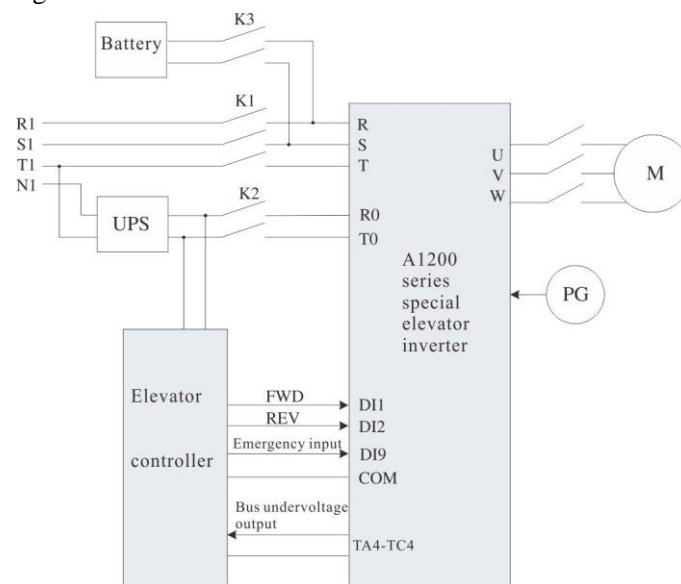 K3
Battery
K1
R1
S1
T1
N1
R
S
T
U
V
W
M
K2
UPS
R0
T0
A1200
series
special
elevator
inverter
PG
Elevator
controller
FWD
DI1
REV
DI2
Emergency input
DI9
COM
Bus undervoltage
output
TA4-TC4